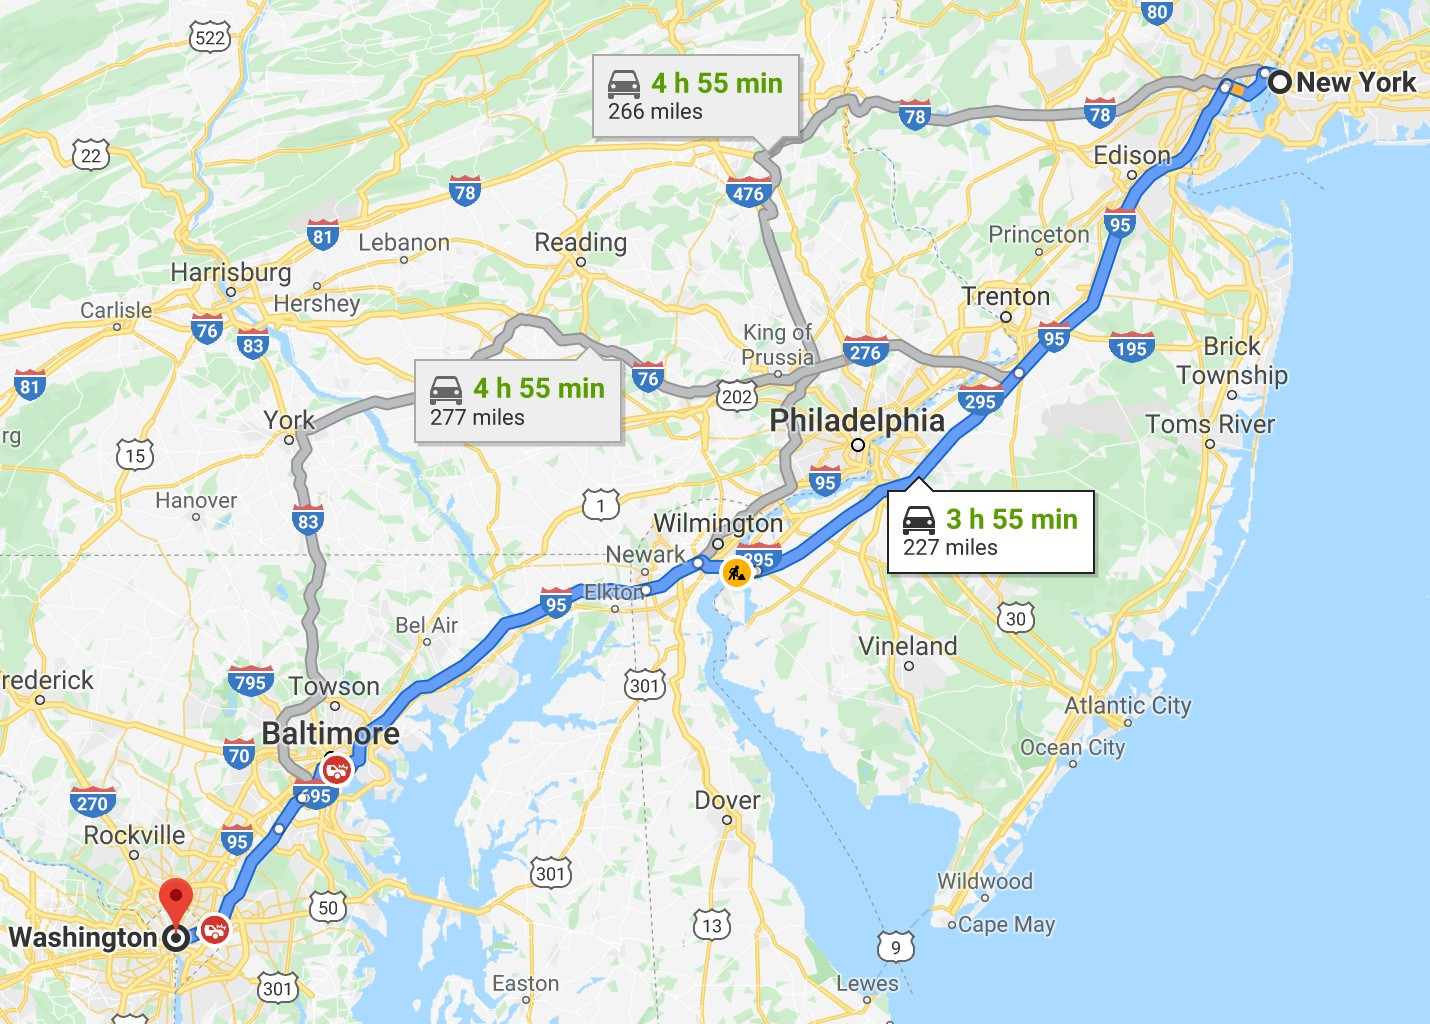 80
522
4 h 55 min
266 miles
New York
78
78
22
Edison
78
476
95
81
Lebanon
Reading
Princeton
Harrisburg
Hershey
Carlisle
Trenton
76
83
King of
Prussia
276
95
195
Brick
Township
81
4 h 55 min
277 miles
76
202
295
York
Philadelphia
Toms River
rg
15
95
Hanover
1
83
Wilmington
3 h 55 min
227 miles
Newark
295
95
Elkton
Bel Air
30
Vineland
rederick
795
Towson
301
Atlantic City
Baltimore
70
Ocean City
695
270
Dover
Rockville
95
301
Wildwood
50
13
Cape May
Washington
9
301
Easton
Lewes